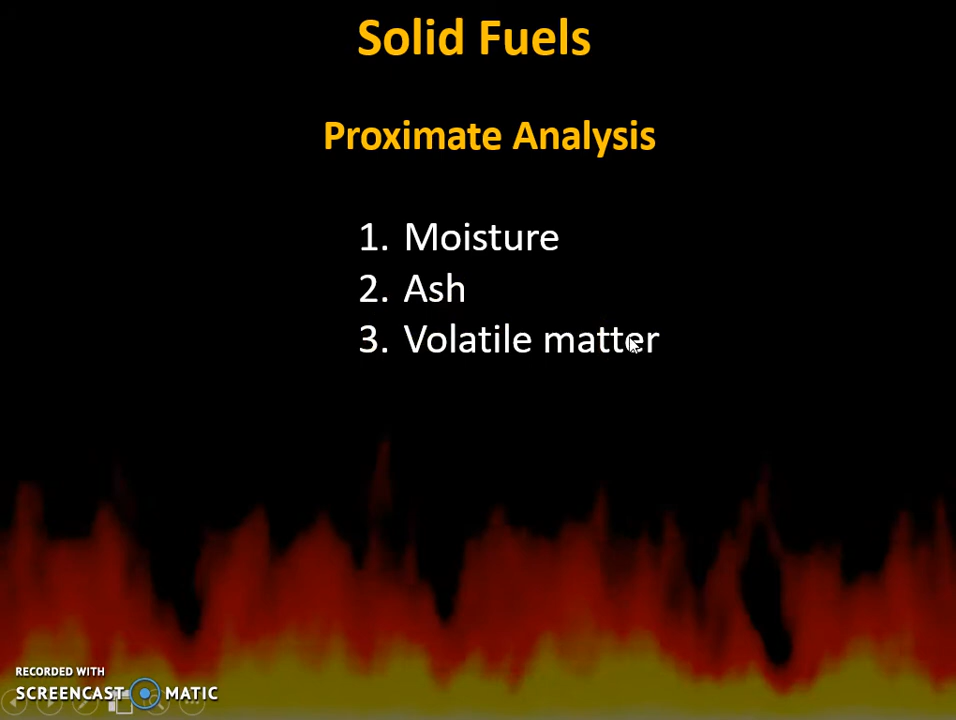 Solid Fuels
Proximate Analysis
1. Moisture
2. Ash
3. Volatile matter
RECORDED WITH
SCREENCAST MATIC